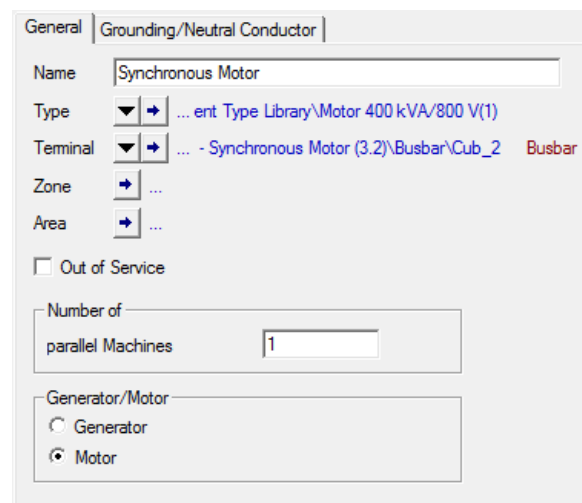 General Grounding/Neutral Conductor
Name Synchronous Motor
Type ... ent Type Library\Motor 400 kVA/800 V(1)
Terminal ... - Synchronous Motor (3.2)\Busbar\Cub_2 Busbar
Zone ...
Area ...
Out of Service
Number of
parallel Machines 1
Generator/Motor
Generator
Motor